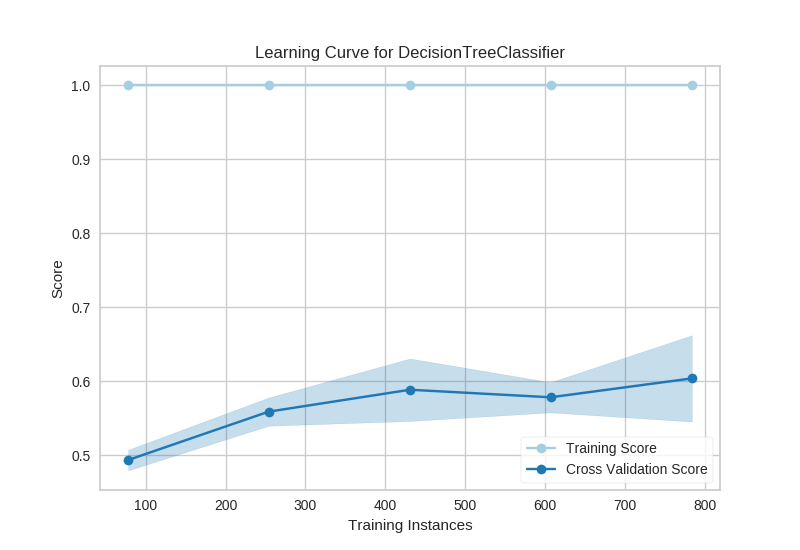 Learning Curve for DecisionTreeClassifier
1.0
0.9
0.8
0.7
0.6
0.5
Score
100 200 300 400 500 600 700 800
Training Instances
Training Score
Cross Validation Score